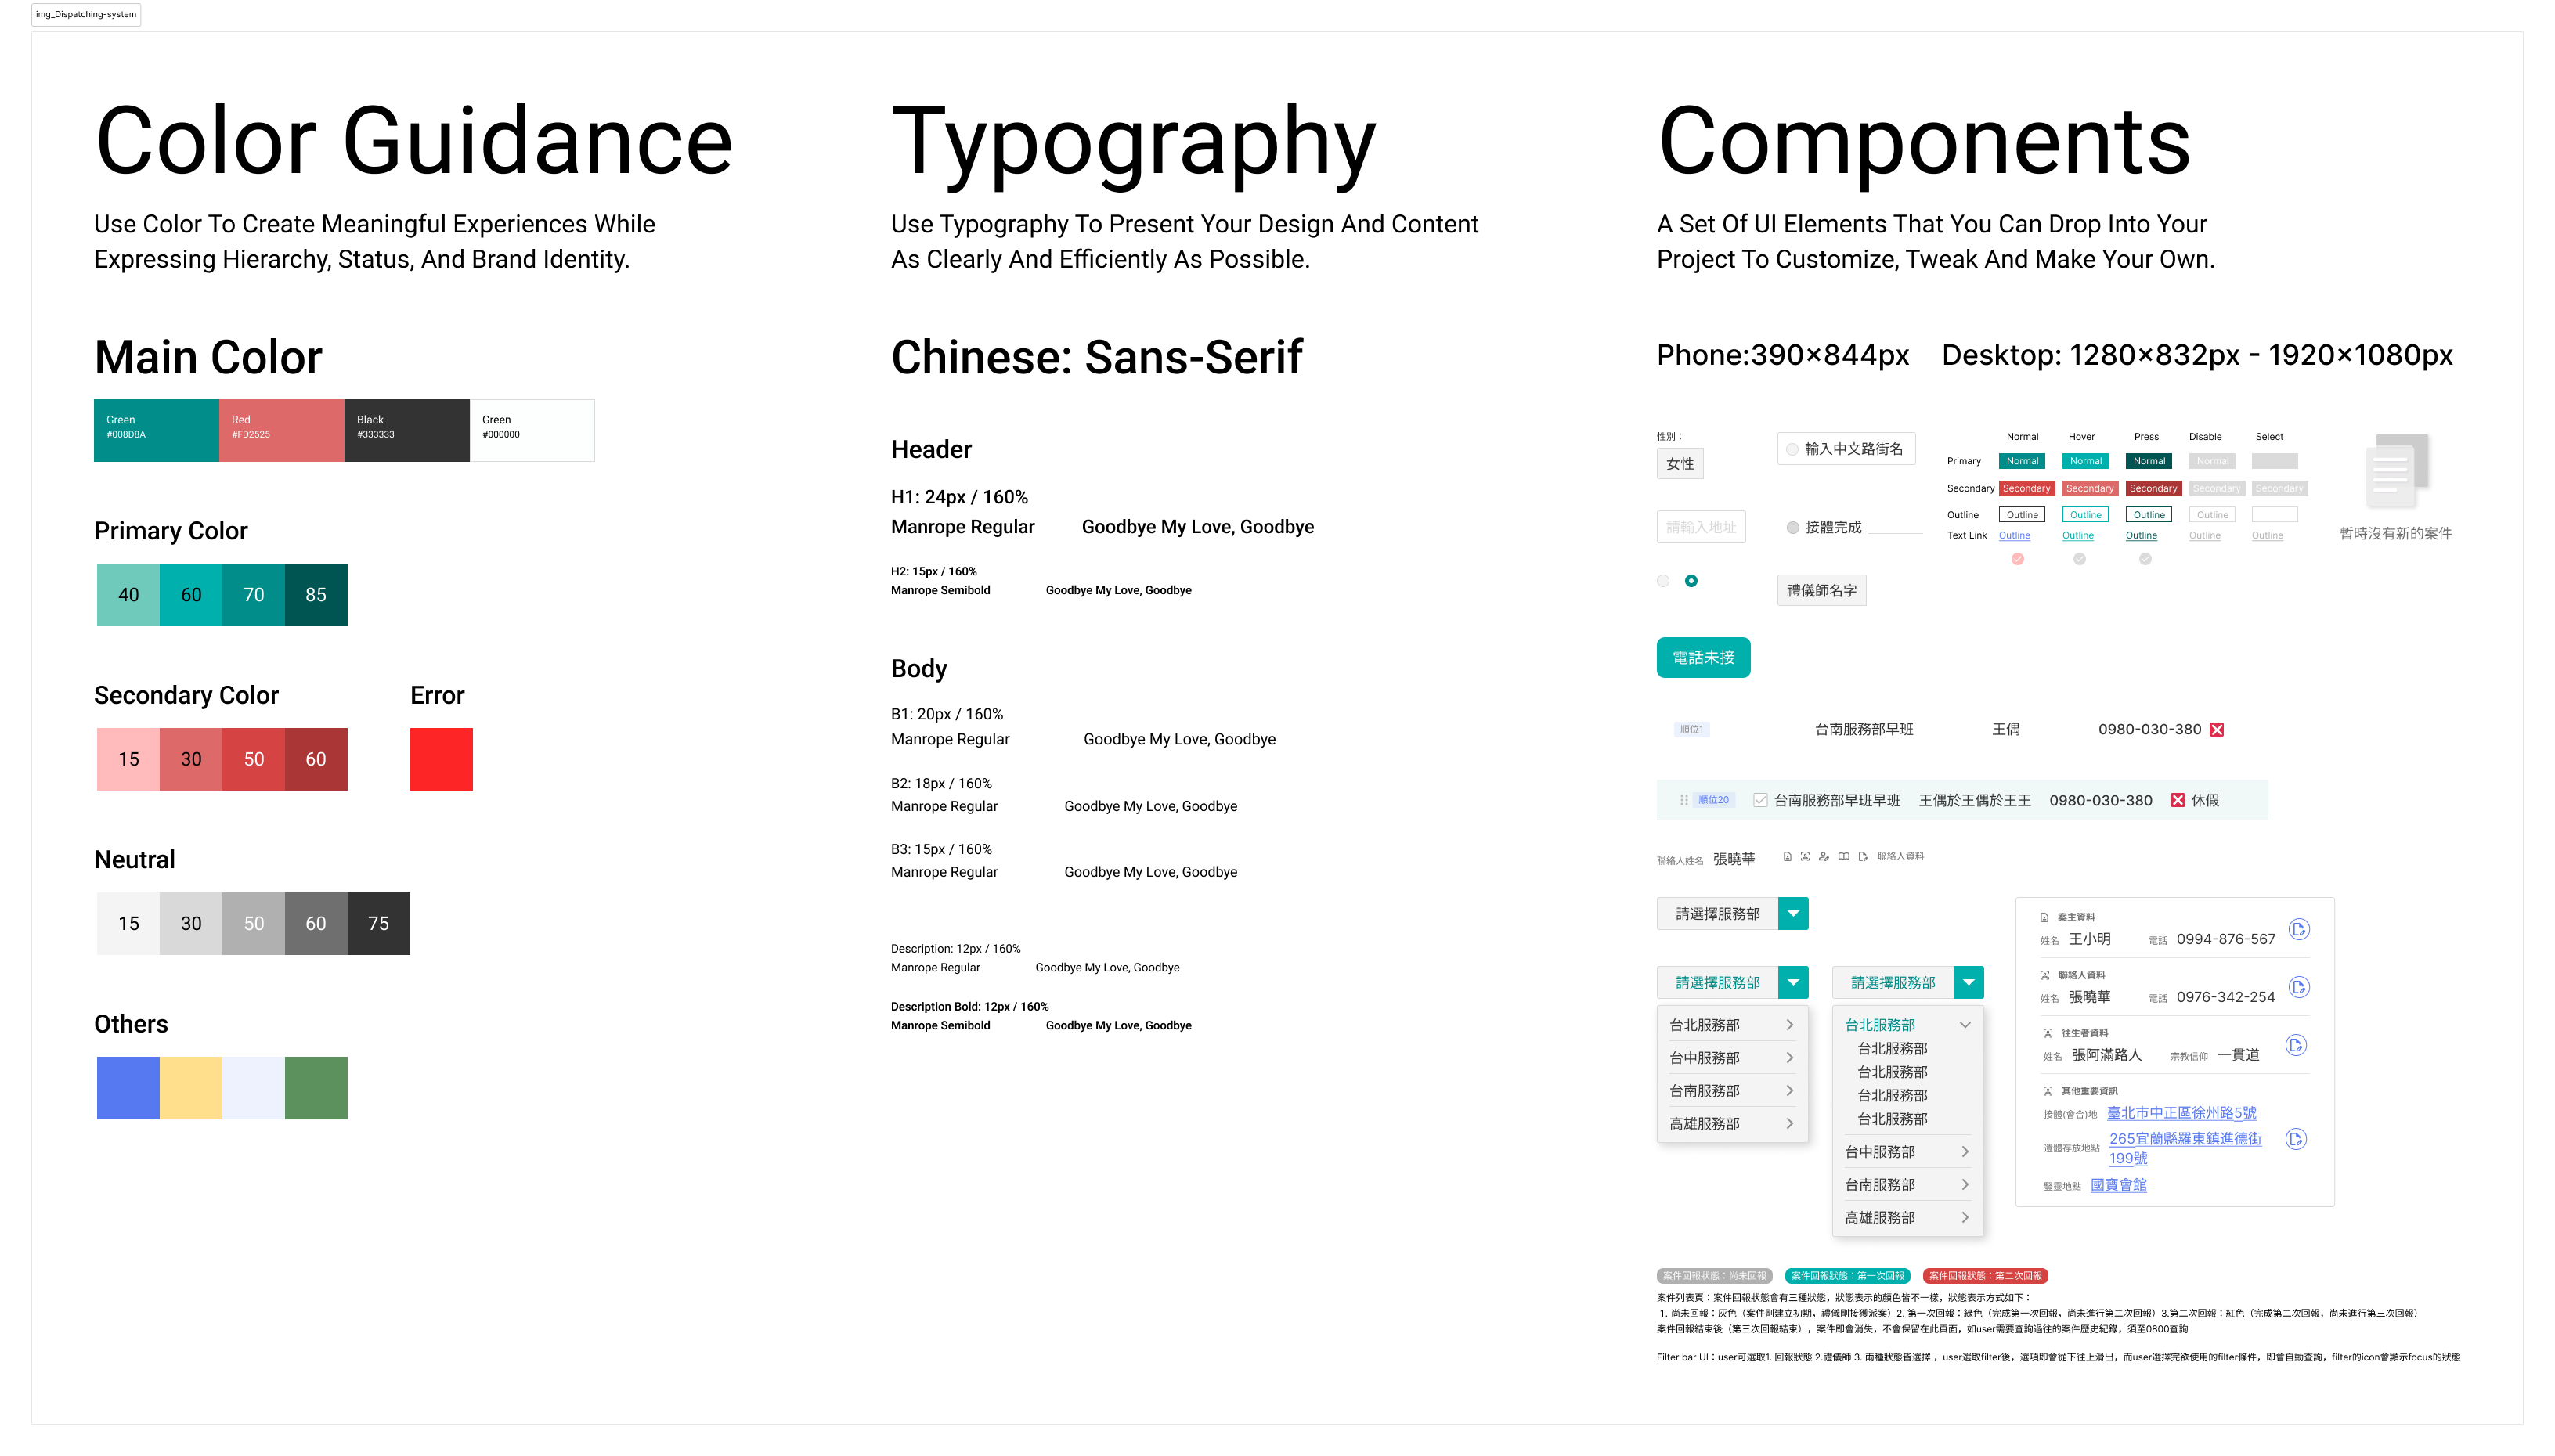 img_Dispatching-system
Color Guidance
Use Color To Create Meaningful Experiences While
Expressing Hierarchy, Status, And Brand Identity.
Main Color
Green
#008D8A
Red
#FD2525
Black
#333333
Green
#000000
Primary Color
40 60 70 85
Secondary Color
15 30 50 60
Error
Neutral
15 30 50 60 75
Others
Typography
Use Typography To Present Your Design And Content
As Clearly And Efficiently As Possible.
Chinese: Sans-Serif
Header
H1: 24px / 160%
Manrope Regular Goodbye My Love, Goodbye
H2: 15px / 160%
Manrope Semibold Goodbye My Love, Goodbye
Body
B1: 20px / 160%
Manrope Regular Goodbye My Love, Goodbye
B2: 18px / 160%
Manrope Regular Goodbye My Love, Goodbye
B3: 15px / 160%
Manrope Regular Goodbye My Love, Goodbye
Description: 12px / 160%
Manrope Regular Goodbye My Love, Goodbye
Description Bold: 12px / 160%
Manrope Semibold Goodbye My Love, Goodbye
Components
A Set Of UI Elements That You Can Drop Into Your
Project To Customize, Tweak And Make Your Own.
Phone:390×844px Desktop: 1280×832px - 1920×1080px
性別：
女性
請輸入地址
輸入中文路街名
接體完成
禮儀師名字
Normal Hover Press Disable Select
Primary Normal Normal Normal Normal
Secondary Secondary Secondary Secondary Secondary Secondary
Outline Outline Outline Outline Outline
Text Link Outline Outline Outline Outline Outline
暫時沒有新的案件
電話未接
順位1 台南服務部早班 王偶 0980-030-380
順位20 台南服務部早班早班 王偶於王偶於王王 0980-030-380 休假
聯絡人姓名 張曉華 聯絡人資料
請選擇服務部
請選擇服務部
台北服務部
台中服務部
台南服務部
高雄服務部
請選擇服務部
台北服務部
台北服務部
台北服務部
台北服務部
台北服務部
台中服務部
台南服務部
高雄服務部
案主資料
姓名 王小明 電話 0994-876-567
聯絡人資料
姓名 張曉華 電話 0976-342-254
往生者資料
姓名 張阿滿路人 宗教信仰 一貫道
其他重要資訊
接體(會合)地 臺北市中正區徐州路5號
遺體存放地點 265宜蘭縣羅東鎮進德街
199號
豎靈地點 國寶會館
案件回報狀態：尚未回報 案件回報狀態：第一次回報 案件回報狀態：第二次回報
案件列表頁：案件回報狀態會有三種狀態，狀態表示的顏色皆不一樣，狀態表示方式如下：
1. 尚未回報：灰色（案件剛建立初期，禮儀剛接獲派案）2. 第一次回報：綠色（完成第一次回報，尚未進行第二次回報）3.第二次回報：紅色（完成第二次回報，尚未進行第三次回報）
案件回報結束後（第三次回報結束），案件即會消失，不會保留在此頁面，如user需要查詢過往的案件歷史紀錄，須至0800查詢
Filter bar UI：user可選取1. 回報狀態 2.禮儀師 3. 兩種狀態皆選擇 ，user選取filter後，選項即會從下往上滑出，而user選擇完欲使用的filter條件，即會自動查詢，filter的icon會顯示focus的狀態